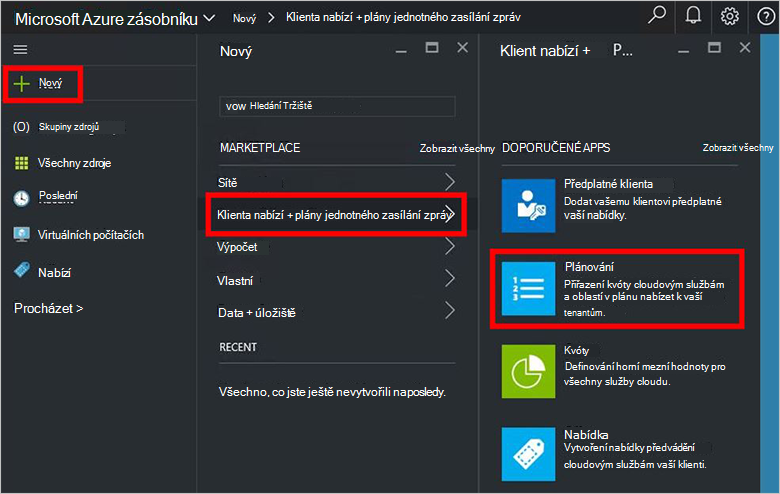 Microsoft Azure zásobníku
Nový
Klienta nabízí + plány jednotného zasílání zpráv
Nový
Skupiny zdrojů
Všechny zdroje
Poslední
Virtuálních počítačích
Nabízí
Procházet >
Nový
vow Hledání Tržiště
MARKETPLACE
Zobrazit všechny
Sítě
Klienta nabízí + plány jednotného zasílání zpráv
Výpočet
Vlastní
Data + úložiště
RECENT
Všechno, co jste ještě nevytvořili naposledy.
Klient nabízí + P...
DOPORUČENÉ APPS
Zobrazit všechny
Předplatné klienta
Dodat vašemu klientovi předplatné
vaší nabídky.
Plánování
Přiřazení kvóty cloudovým službám
a oblastí v plánu nabízet k vaší
tenantům.
Kvóty
Definování horní mezní hodnoty pro
všechny služby cloudu.
Nabídka
Vytvoření nabídky předvádění
cloudovým službám vaší klienti.